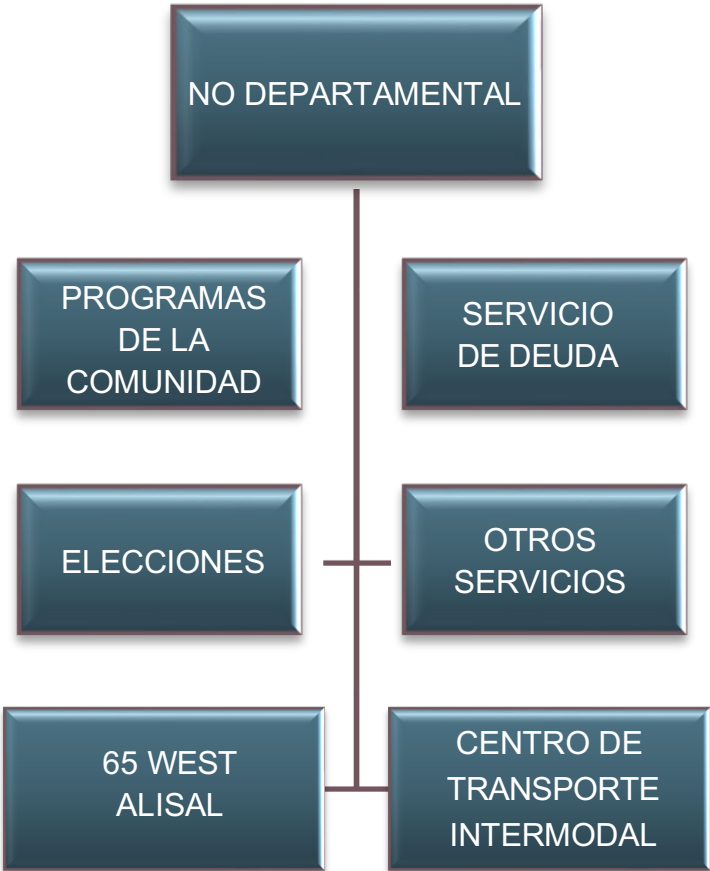 NO DEPARTAMENTAL
PROGRAMAS
DE LA
COMUNIDAD
SERVICIO
DE DEUDA
ELECCIONES
OTROS
SERVICIOS
65 WEST
ALISAL
CENTRO DE
TRANSPORTE
INTERMODAL